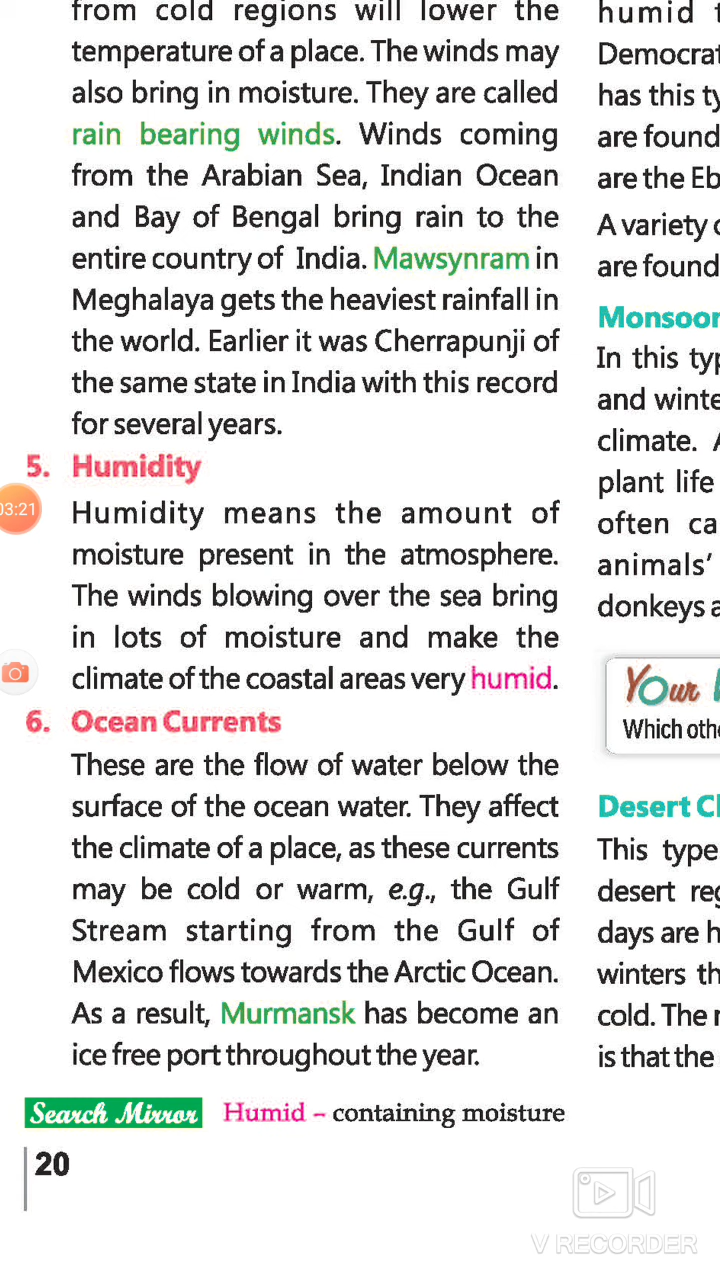 from cold regions will lower the
temperature of a place. The winds may
also bring in moisture. They are called
rain bearing winds. Winds coming
from the Arabian Sea, Indian Ocean
and Bay of Bengal bring rain to the
entire country of India. Mawsynram in
Meghalaya gets the heaviest rainfall in
the world. Earlier it was Cherrapunji of
the same state in India with this record
for several years.
5. Humidity
03:21
Humidity means the amount of
moisture present in the atmosphere.
The winds blowing over the sea bring
in lots of moisture and make the
climate of the coastal areas very humid.
6. Ocean Currents
These are the flow of water below the
surface of the ocean water. They affect
the climate of a place, as these currents
may be cold or warm, e.g., the Gulf
Stream starting from the Gulf of
Mexico flows towards the Arctic Ocean.
As a result, Murmansk has become an
ice free port throughout the year.
Search Mirror Humid – containing moisture
20
humid
Democrat
has this ty
are found
are the Eb
A variety
are found
Monsoon
In this typ
and winte
climate.
plant life
often ca
animals'
donkeys a
Your
Which othe
Desert Cl
This type
desert reg
days are h
winters th
cold. The
is that the
V RECORDER